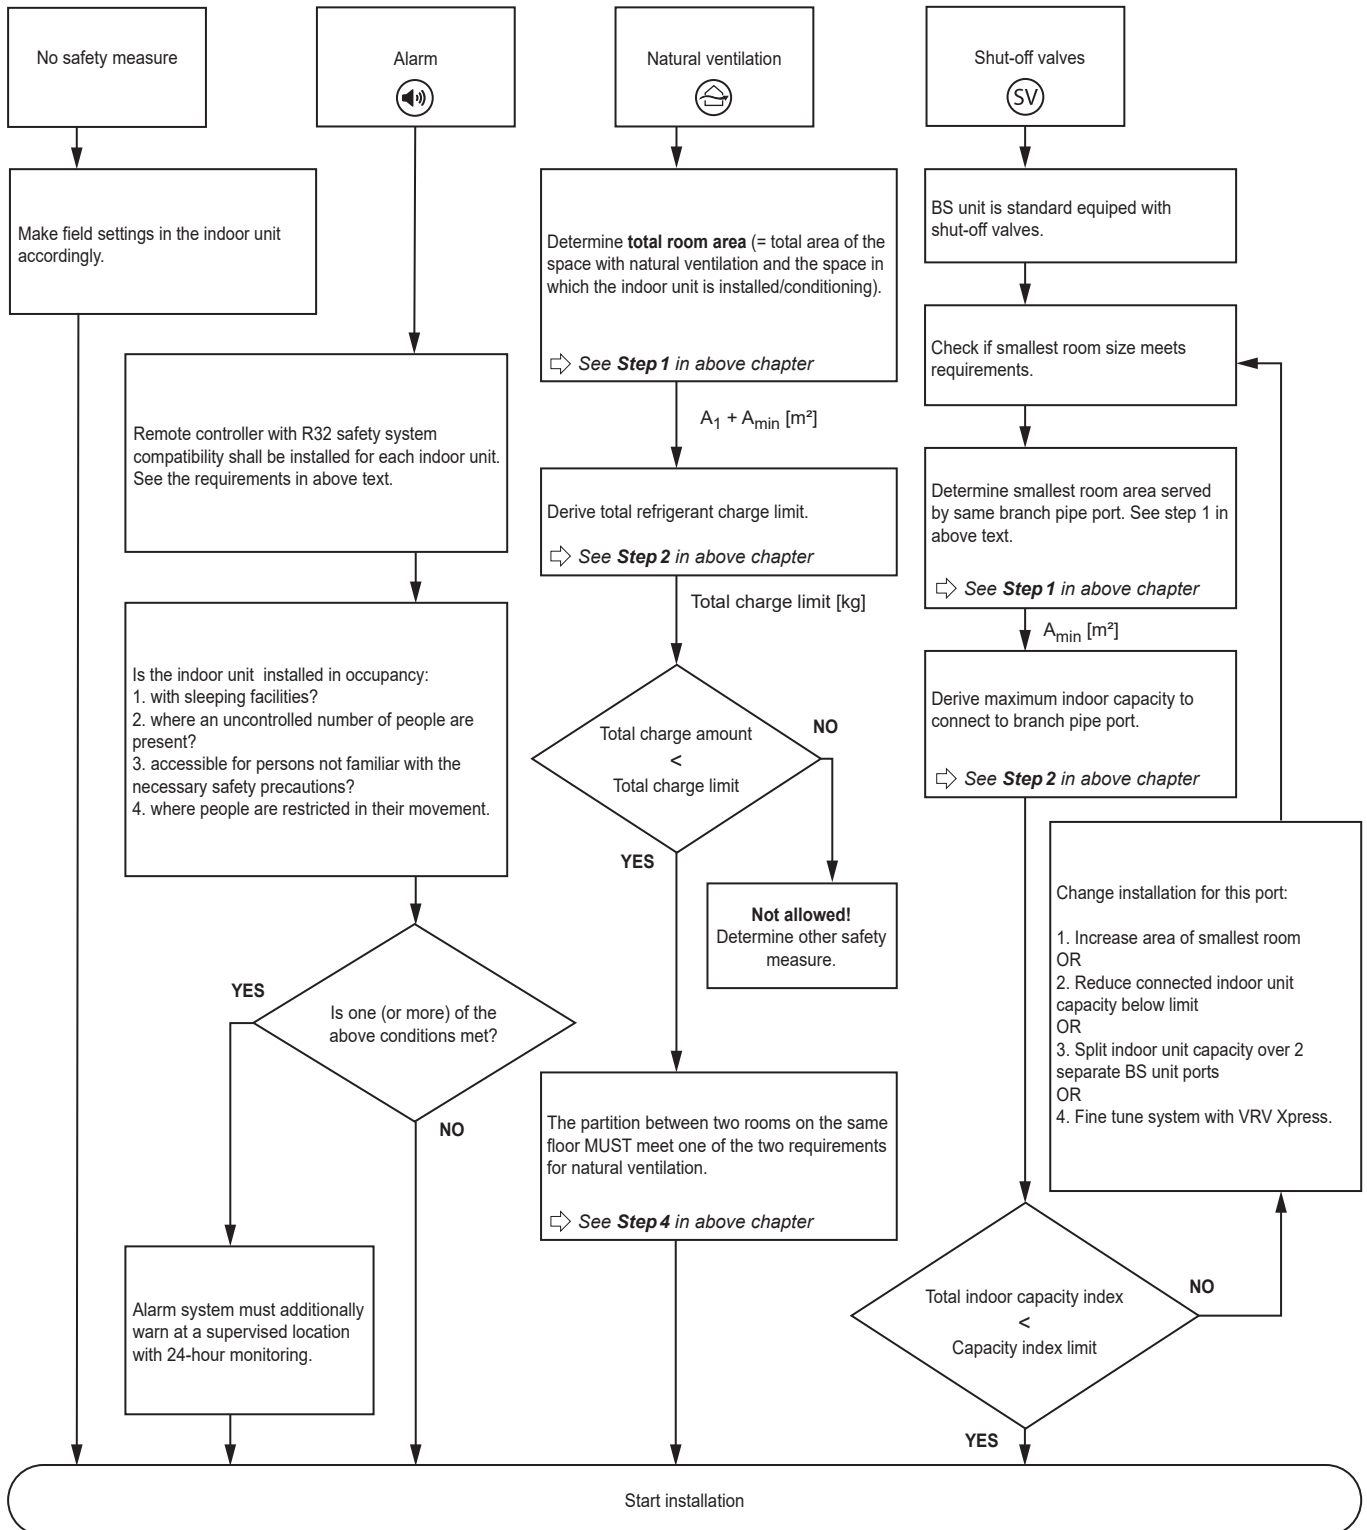 No safety measure
Alarm
Natural ventilation
Shut-off valves
SV
Make field settings in the indoor unit
accordingly.
Remote controller with R32 safety system
compatibility shall be installed for each indoor unit.
See the requirements in above text.
Is the indoor unit installed in occupancy:
1. with sleeping facilities?
2. where an uncontrolled number of people are
present?
3. accessible for persons not familiar with the
necessary safety precautions?
4. where people are restricted in their movement.
YES
Is one (or more) of the
above conditions met?
NO
Alarm system must additionally
warn at a supervised location
with 24-hour monitoring.
Determine total room area (= total area of the
space with natural ventilation and the space in
which the indoor unit is installed/conditioning).
See Step 1 in above chapter
A1 + Amin [m²]
Derive total refrigerant charge limit.
See Step 2 in above chapter
Total charge limit [kg]
Total charge amount
<
Total charge limit
NO
YES
Not allowed!
Determine other safety
measure.
The partition between two rooms on the same
floor MUST meet one of the two requirements
for natural ventilation.
See Step 4 in above chapter
BS unit is standard equiped with
shut-off valves.
Check if smallest room size meets
requirements.
Determine smallest room area served
by same branch pipe port. See step 1 in
above text.
See Step 1 in above chapter
Amin [m²]
Derive maximum indoor capacity to
connect to branch pipe port.
See Step 2 in above chapter
Change installation for this port:
1. Increase area of smallest room
OR
2. Reduce connected indoor unit
capacity below limit
OR
3. Split indoor unit capacity over 2
separate BS unit ports
OR
4. Fine tune system with VRV Xpress.
Total indoor capacity index
<
Capacity index limit
NO
YES
Start installation